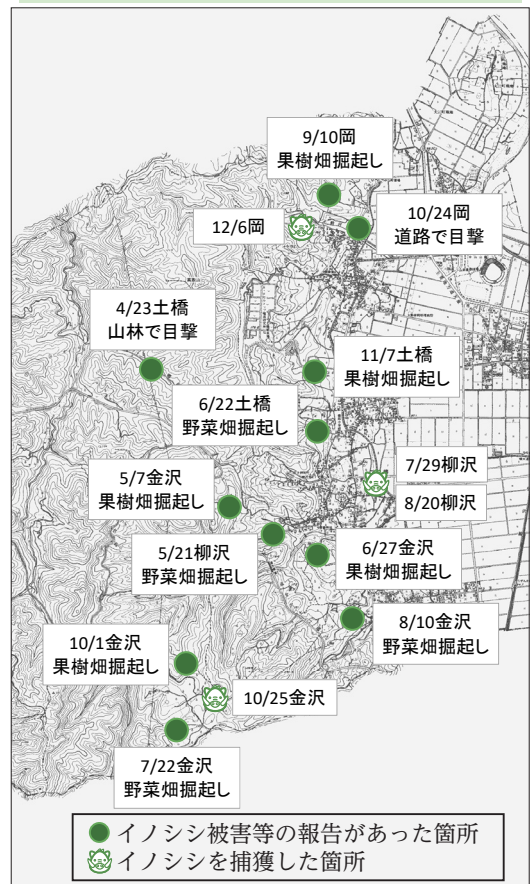 9/10岡
果樹畑掘起し
12/6岡
10/24岡
道路で目撃
4/23土橋
山林で目撃
11/7土橋
果樹畑掘起し
6/22土橋
野菜畑掘起し
7/29柳沢
8/20柳沢
5/7金沢
果樹畑掘起し
5/21柳沢
野菜畑掘起し
6/27金沢
果樹畑掘起し
8/10金沢
野菜畑掘起し
10/1金沢
果樹畑掘起し
10/25金沢
7/22金沢
野菜畑掘起し
イノシシ被害等の報告があった箇所
イノシシを捕獲した箇所